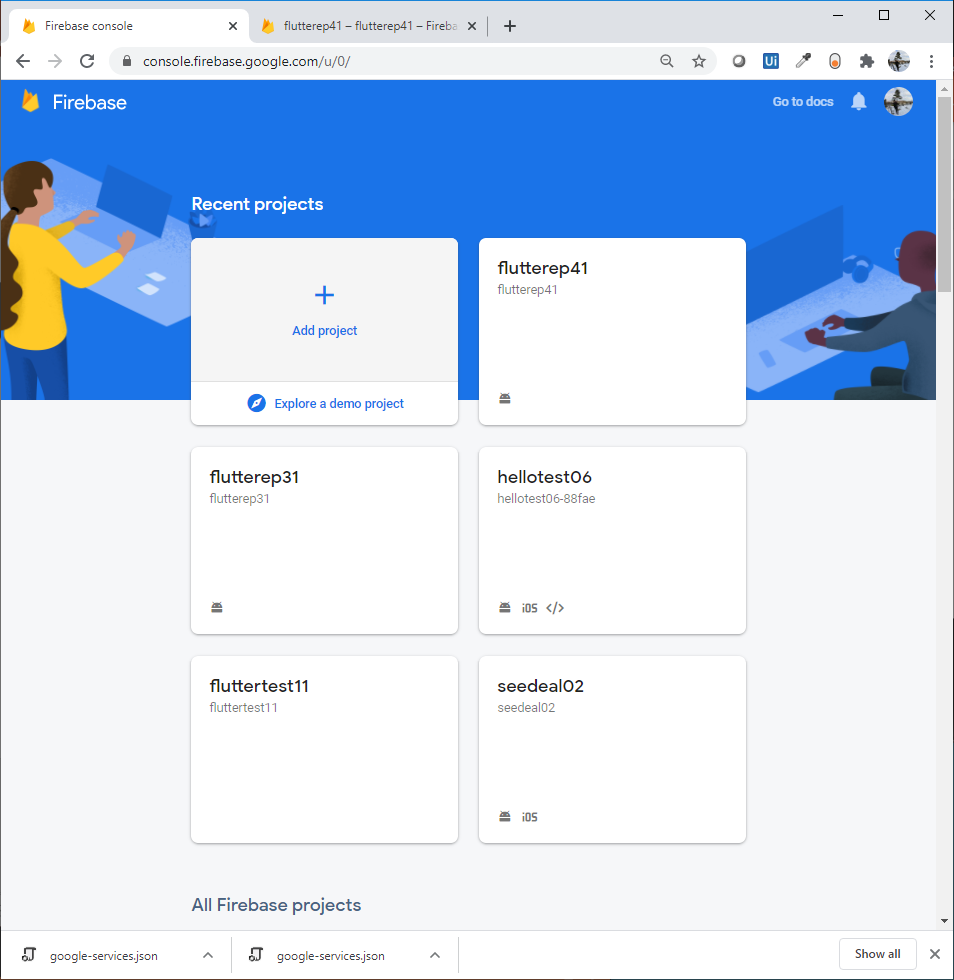 Firebase console
flutterep41 – flutterep41 – Fireba
console.firebase.google.com/u/0/
Ui
Firebase
Go to docs
Recent projects
Add project
Explore a demo project
flutterep41
flutterep41
flutterep31
flutterep31
hellotest06
hellotest06-88fae
iOS </>
fluttertest11
fluttertest11
seedeal02
seedeal02
iOS
All Firebase projects
google-services.json
google-services.json
Show all